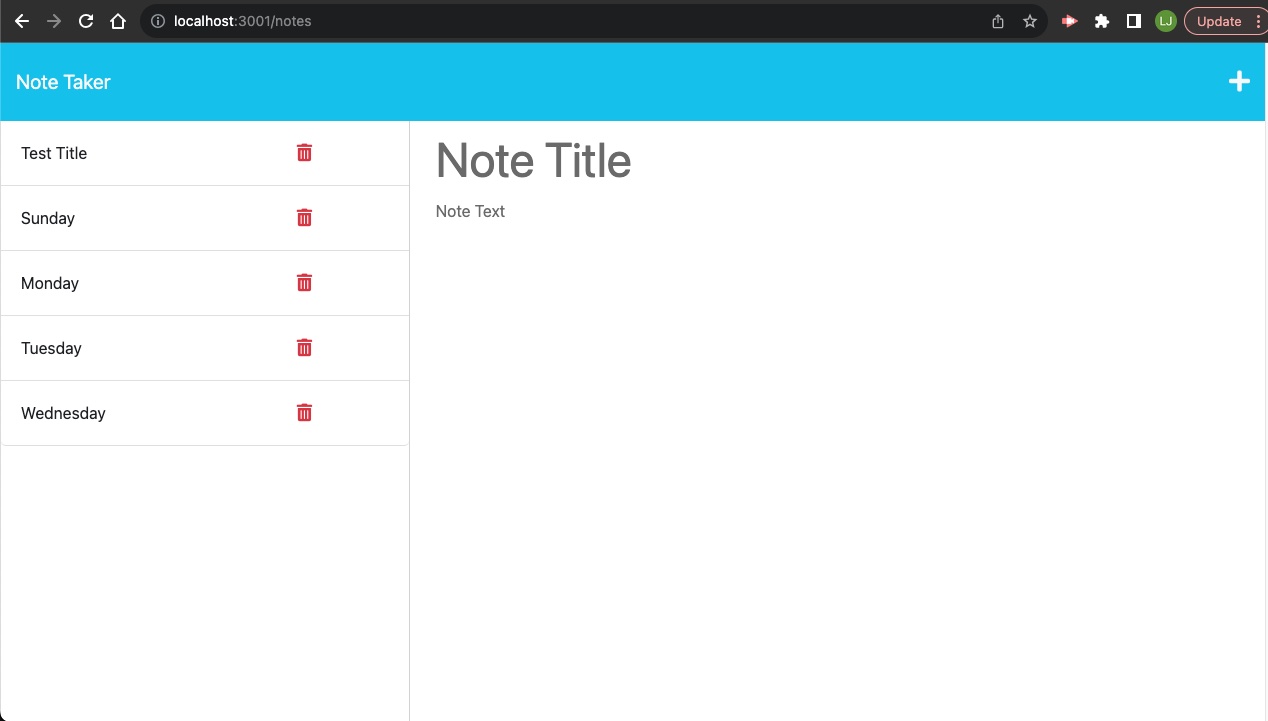 localhost:3001/notes
LJ
Update
Note Taker
Test Title
Sunday
Monday
Tuesday
Wednesday
Note Title
Note Text